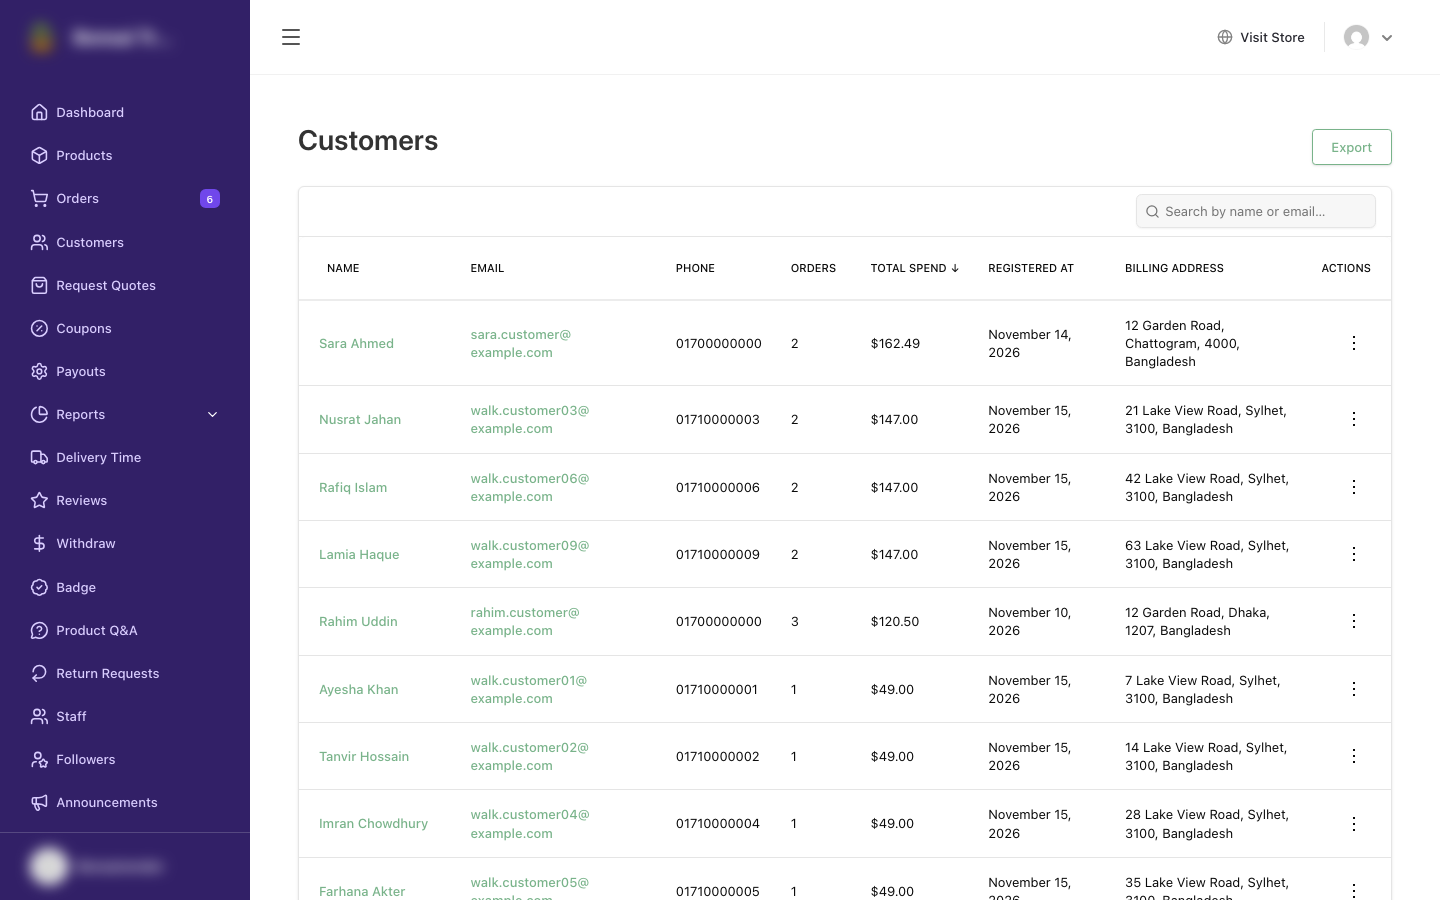 Visit Store
Dashboard
Products
Orders
6
Customers
Request Quotes
Coupons
Payouts
Reports
Delivery Time
Reviews
Withdraw
Badge
Product Q&A
Return Requests
Staff
Followers
Announcements
Customers
Export
Search by name or email...
NAME EMAIL PHONE ORDERS TOTAL SPEND ↓ REGISTERED AT BILLING ADDRESS ACTIONS
Sara Ahmed
sara.customer@
example.com
01700000000
2
$162.49
November 14,
2026
12 Garden Road,
Chattogram, 4000,
Bangladesh
Nusrat Jahan
walk.customer03@
example.com
01710000003
2
$147.00
November 15,
2026
21 Lake View Road, Sylhet,
3100, Bangladesh
Rafiq Islam
walk.customer06@
example.com
01710000006
2
$147.00
November 15,
2026
42 Lake View Road, Sylhet,
3100, Bangladesh
Lamia Haque
walk.customer09@
example.com
01710000009
2
$147.00
November 15,
2026
63 Lake View Road, Sylhet,
3100, Bangladesh
Rahim Uddin
rahim.customer@
example.com
01700000000
3
$120.50
November 10,
2026
12 Garden Road, Dhaka,
1207, Bangladesh
Ayesha Khan
walk.customer01@
example.com
01710000001
1
$49.00
November 15,
2026
7 Lake View Road, Sylhet,
3100, Bangladesh
Tanvir Hossain
walk.customer02@
example.com
01710000002
1
$49.00
November 15,
2026
14 Lake View Road, Sylhet,
3100, Bangladesh
Imran Chowdhury
walk.customer04@
example.com
01710000004
1
$49.00
November 15,
2026
28 Lake View Road, Sylhet,
3100, Bangladesh
Farhana Akter
walk.customer05@
01710000005
1
$49.00
November 15,
35 Lake View Road, Sylhet,